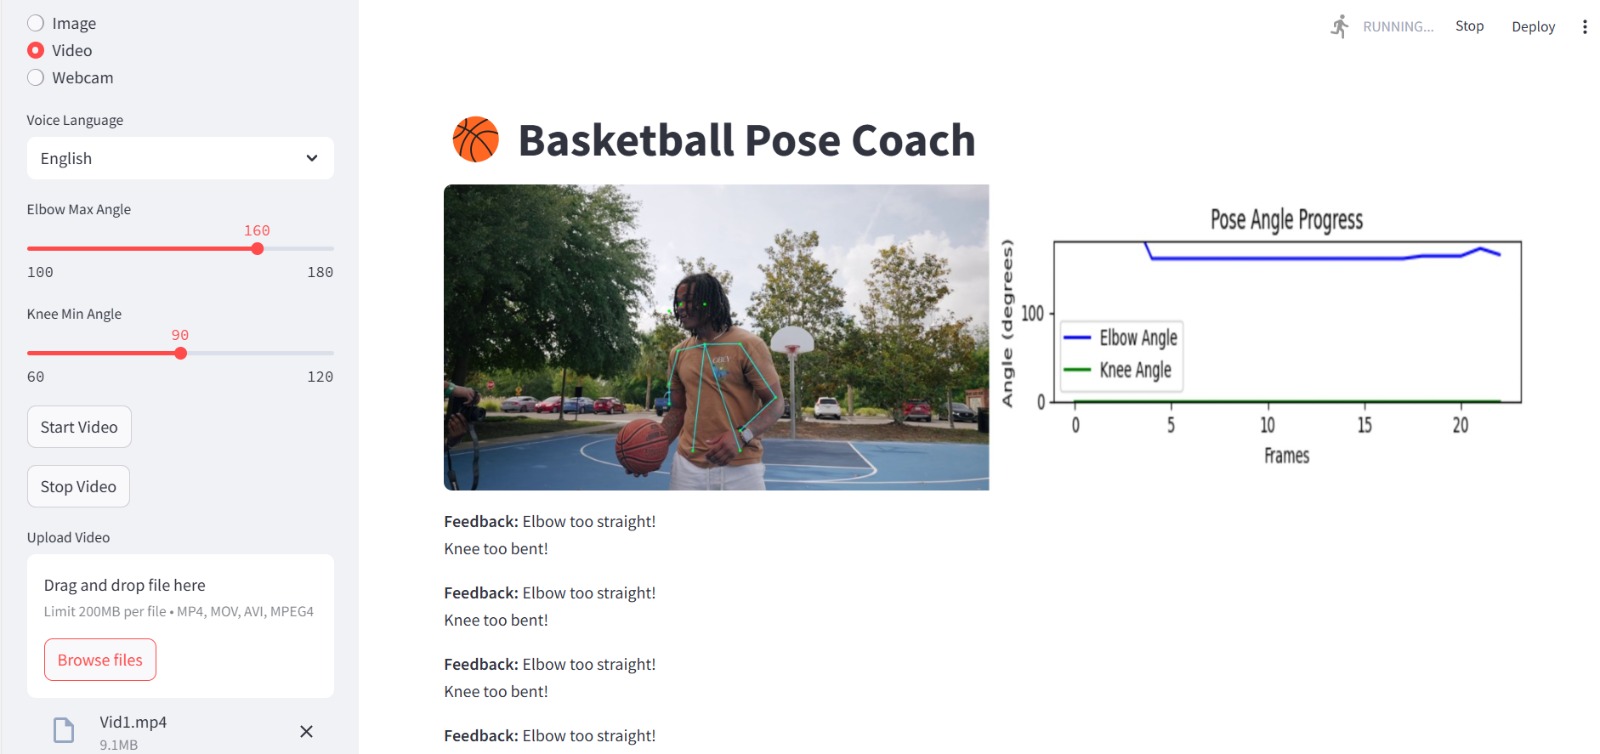 Image
Video
Webcam
Voice Language
English
Elbow Max Angle
160
100 180
Knee Min Angle
90
60 120
Start Video
Stop Video
Upload Video
Drag and drop file here
Limit 200MB per file • MP4, MOV, AVI, MPEG4
Browse files
Vid1.mp4
9.1MB
RUNNING...
Stop
Deploy
Basketball Pose Coach
Pose Angle Progress
Angle (degrees)
100
0
Elbow Angle
Knee Angle
0 5 10 15 20
Frames
Feedback: Elbow too straight!
Knee too bent!
Feedback: Elbow too straight!
Knee too bent!
Feedback: Elbow too straight!
Knee too bent!
Feedback: Elbow too straight!